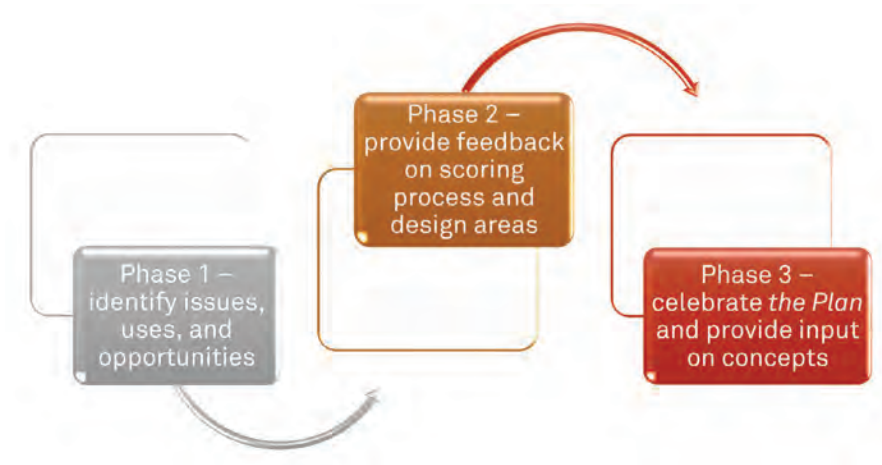 Phase 1 –
identify issues,
uses, and
opportunities
Phase 2 –
provide feedback
on scoring
process and
design areas
Phase 3 –
celebrate the Plan
and provide input
on concepts